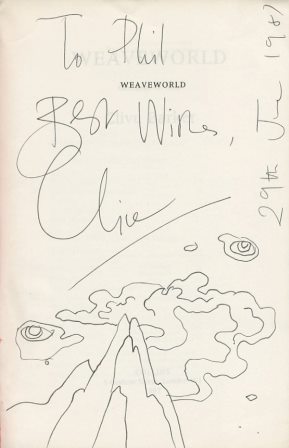 To Phil
WEAVEWORLD
Best Wishes,
Clive
29th June 1987